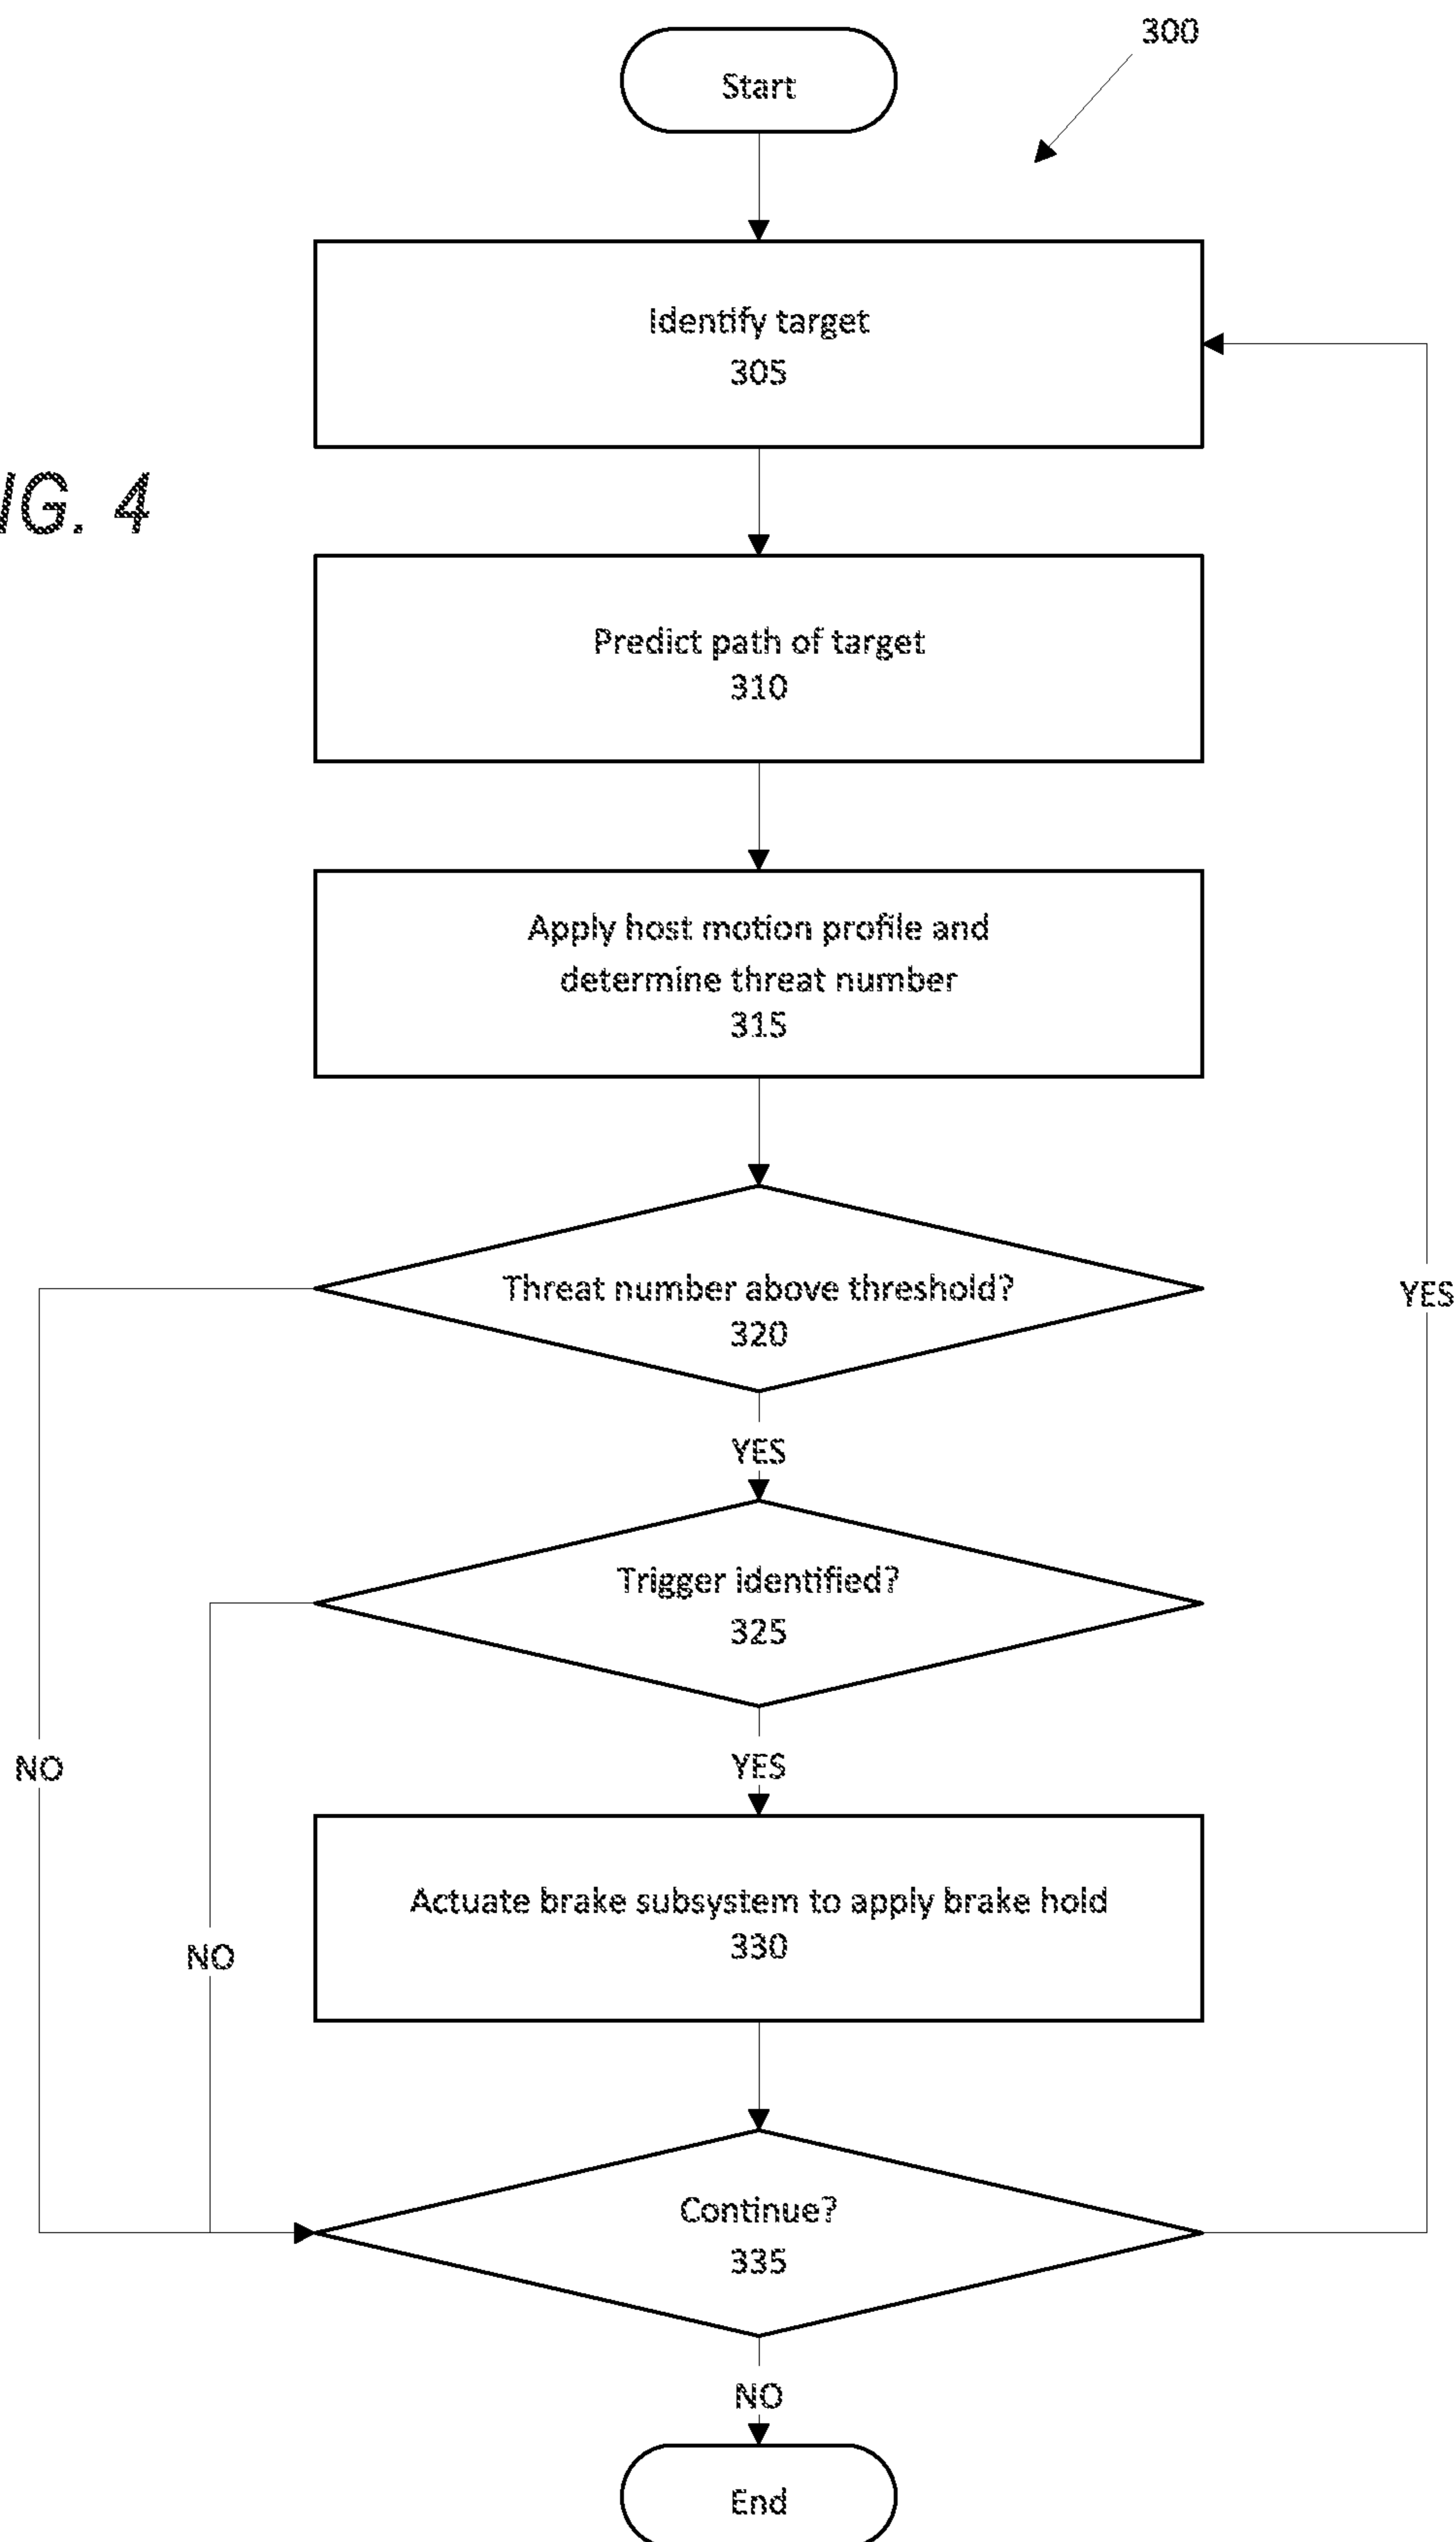 300
Start
Identify target
305
IG. 4
Predict path of target
310
Apply host motion profile and
determine threat number
315
Threat number above threshold?
320
YES
YES
Trigger identified?
325
NO
YES
Actuate brake subsystem to apply brake hold
330
NO
Continue?
335
NO
End